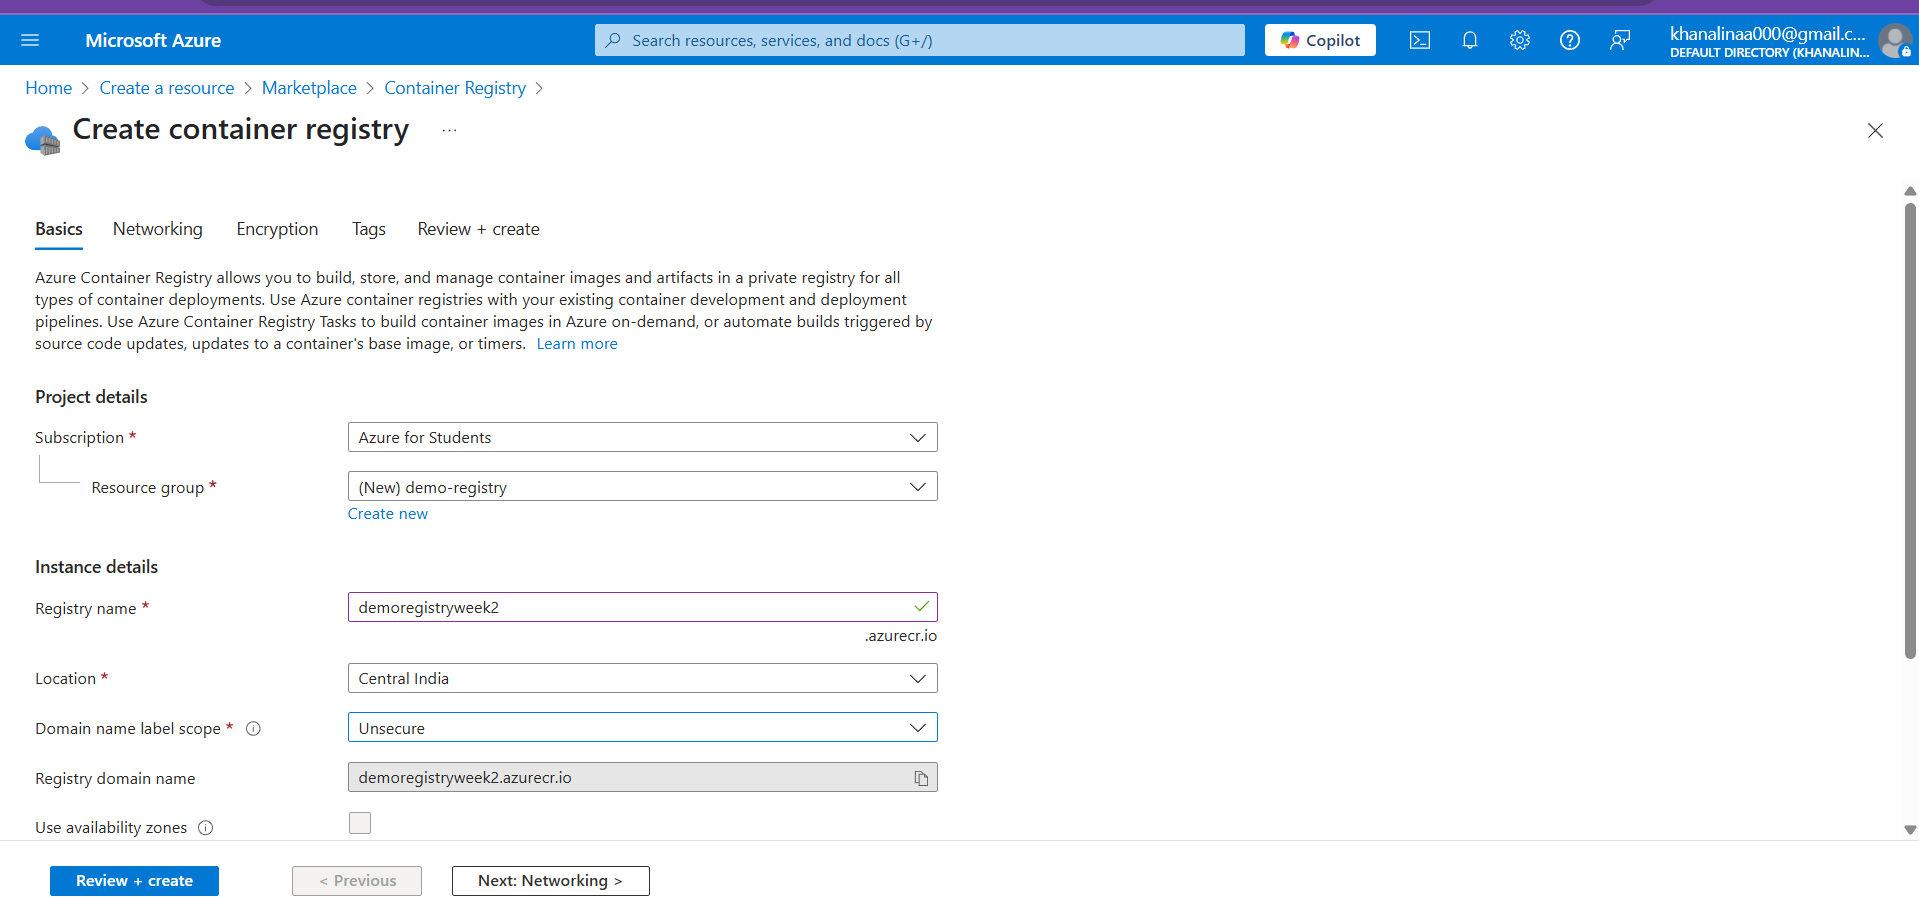 Microsoft Azure
Search resources, services, and docs (G+/)
Copilot
khanalinaa000@gmail.c...
DEFAULT DIRECTORY (KHANALIN...
Home > Create a resource > Marketplace > Container Registry >
Create container registry ...
Basics Networking Encryption Tags Review + create
Azure Container Registry allows you to build, store, and manage container images and artifacts in a private registry for all
types of container deployments. Use Azure container registries with your existing container development and deployment
pipelines. Use Azure Container Registry Tasks to build container images in Azure on-demand, or automate builds triggered by
source code updates, updates to a container's base image, or timers. Learn more
Project details
Subscription * Azure for Students
Resource group * (New) demo-registry
Create new
Instance details
Registry name * demoregistryweek2
.azurecr.io
Location * Central India
Domain name label scope * Unsecure
Registry domain name demoregistryweek2.azurecr.io
Use availability zones
Review + create < Previous Next: Networking >